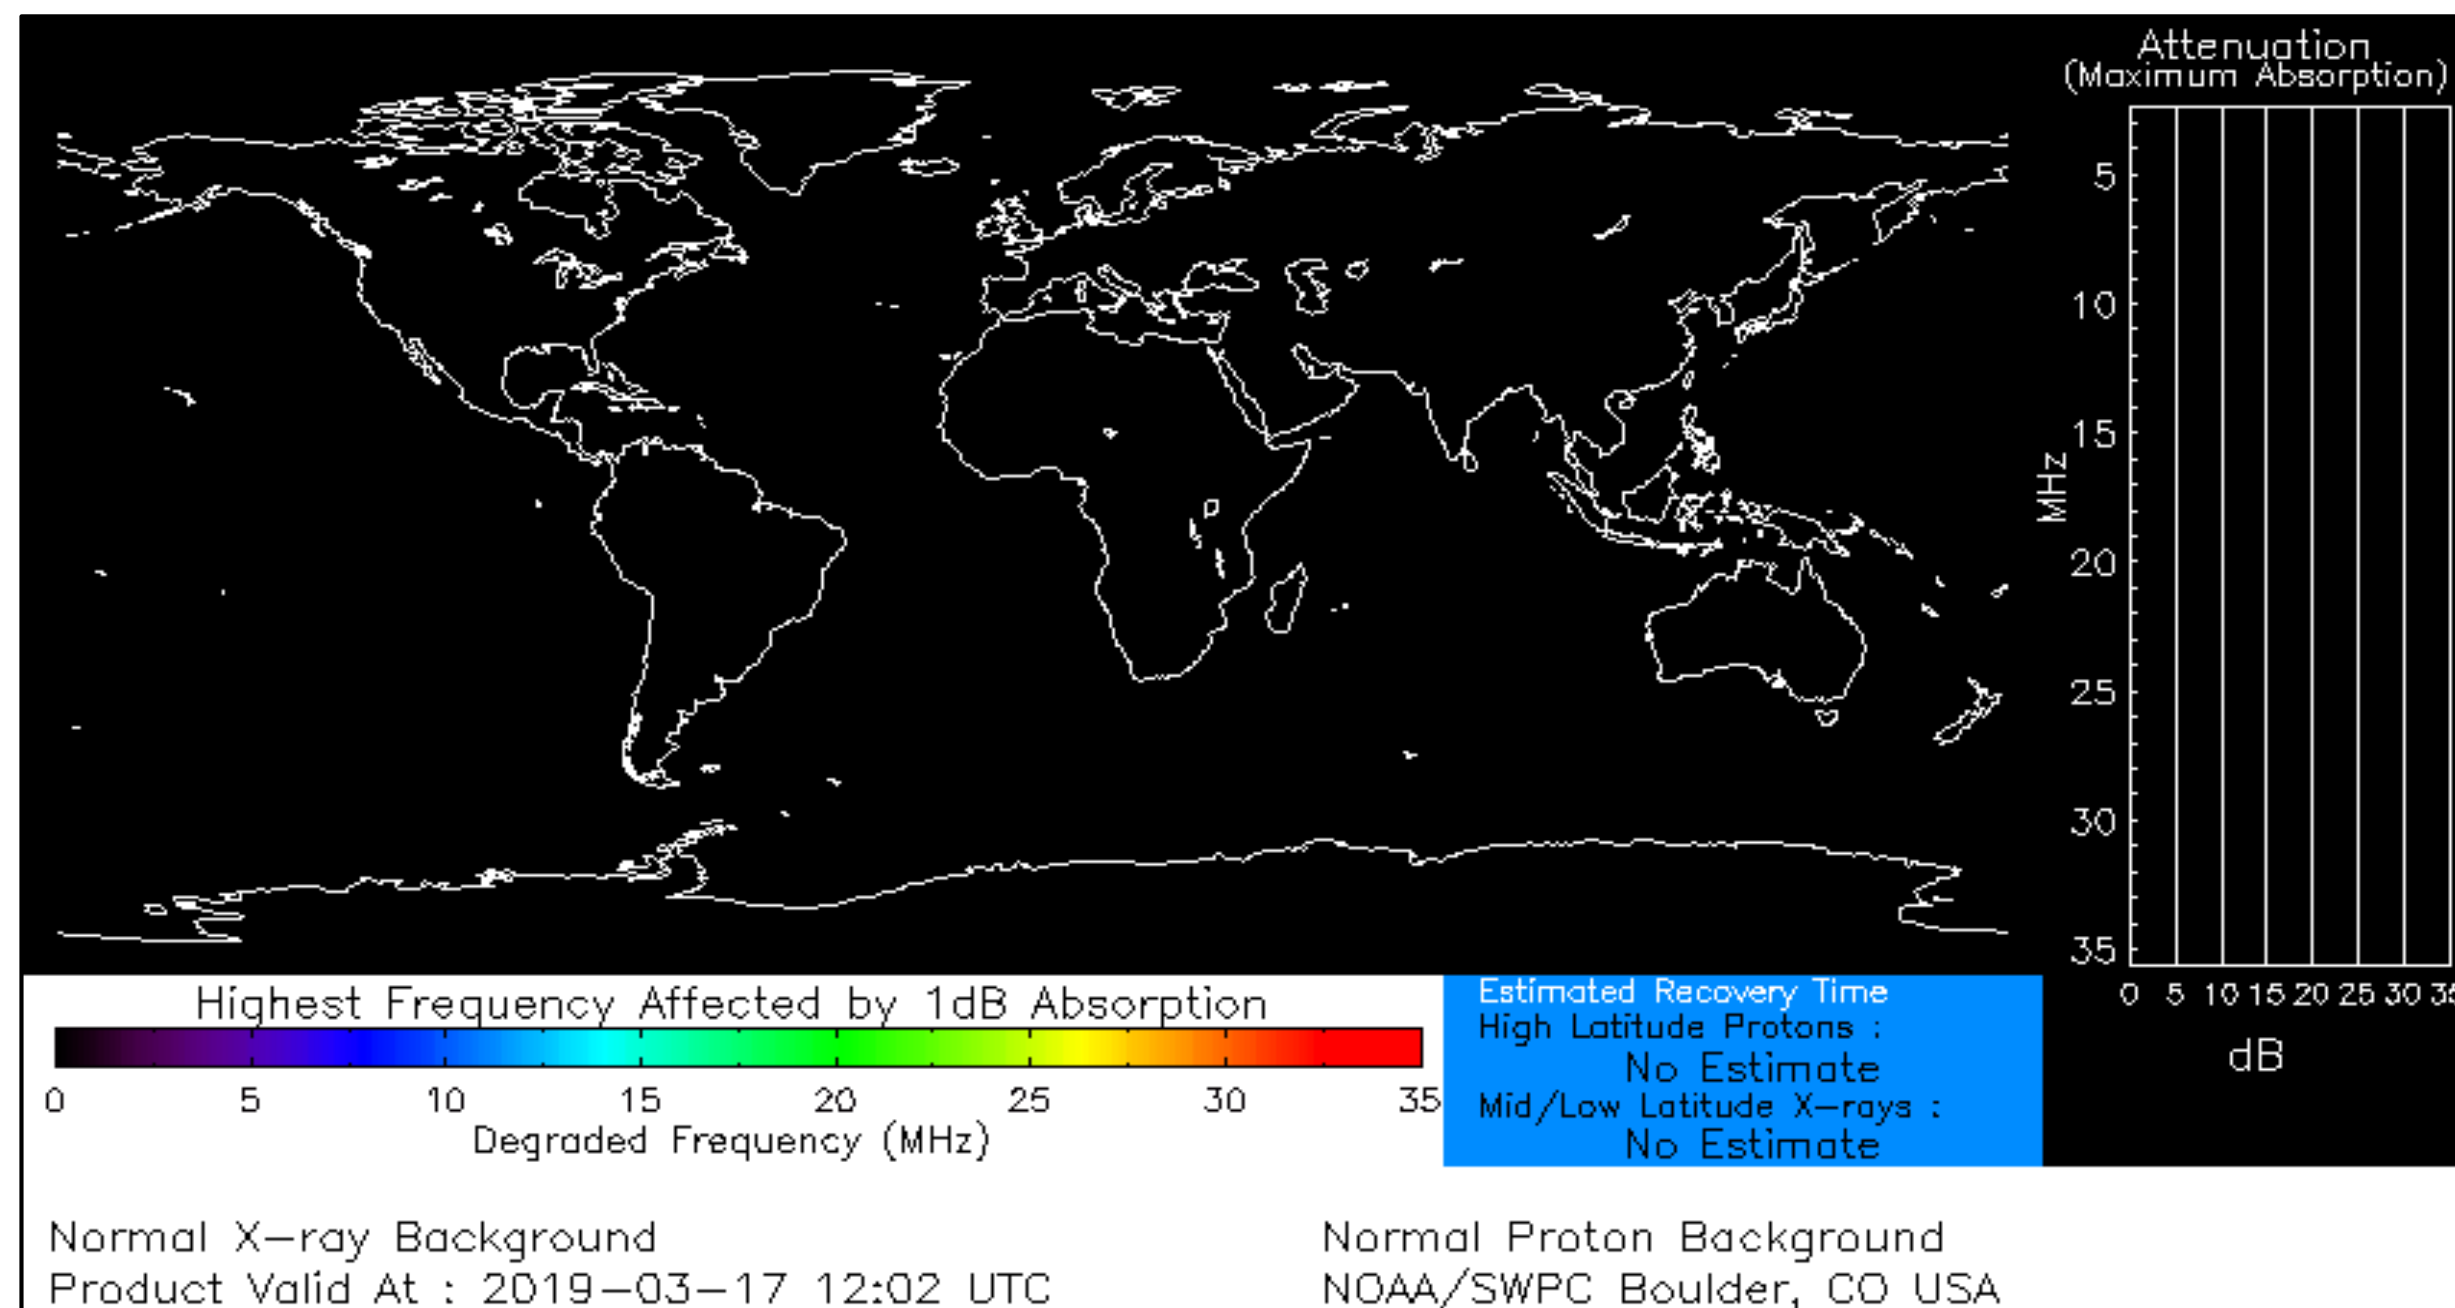 Attenuation
(Maximum Absorption)
5
10
15
20
25
30
35
MHz
0 5 10 15 20 25 30 35
dB
Highest Frequency Affected by 1dB Absorption
0 5 10 15 20 25 30 35
Degraded Frequency (MHz)
Estimated Recovery Time
High Latitude Protons :
No Estimate
Mid/Low Latitude X-rays :
No Estimate
Normal X-ray Background
Normal Proton Background
Product Valid At : 2019-03-17 12:02 UTC
NOAA/SWPC Boulder, CO USA